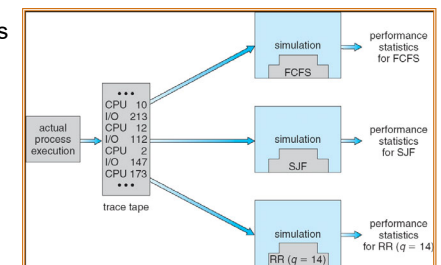 s
actual
process
execution
• • •
CPU 10
I/O 213
CPU 12
I/O 112
CPU 2
I/O 147
CPU 173
• • •
trace tape
simulation
FCFS
performance
statistics
for FCFS
simulation
SJF
performance
statistics
for SJF
simulation
RR (q = 14)
performance
statistics
for RR (q = 14)